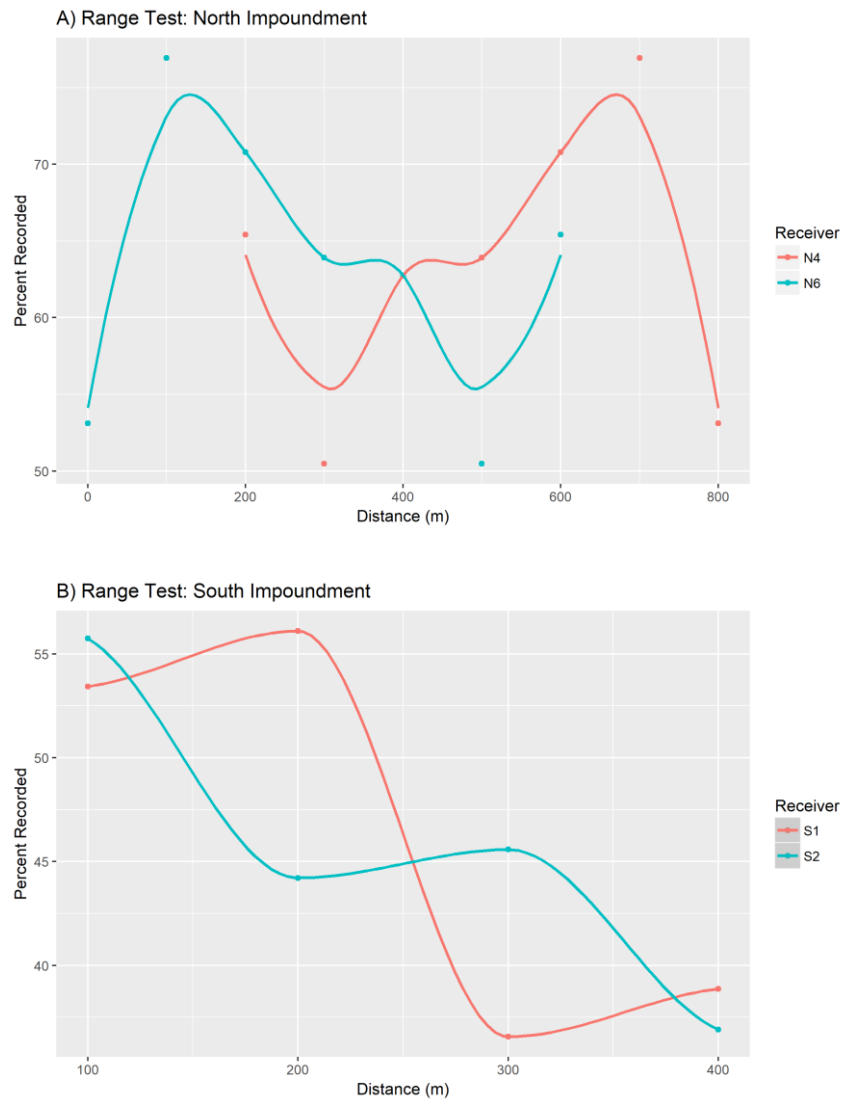 A) Range Test: North Impoundment
Percent Recorded
70
60
50
0 200 400 600 800
Distance (m)
Receiver
N4
N6
B) Range Test: South Impoundment
Percent Recorded
55
50
45
40
100 200 300 400
Distance (m)
Receiver
S1
S2